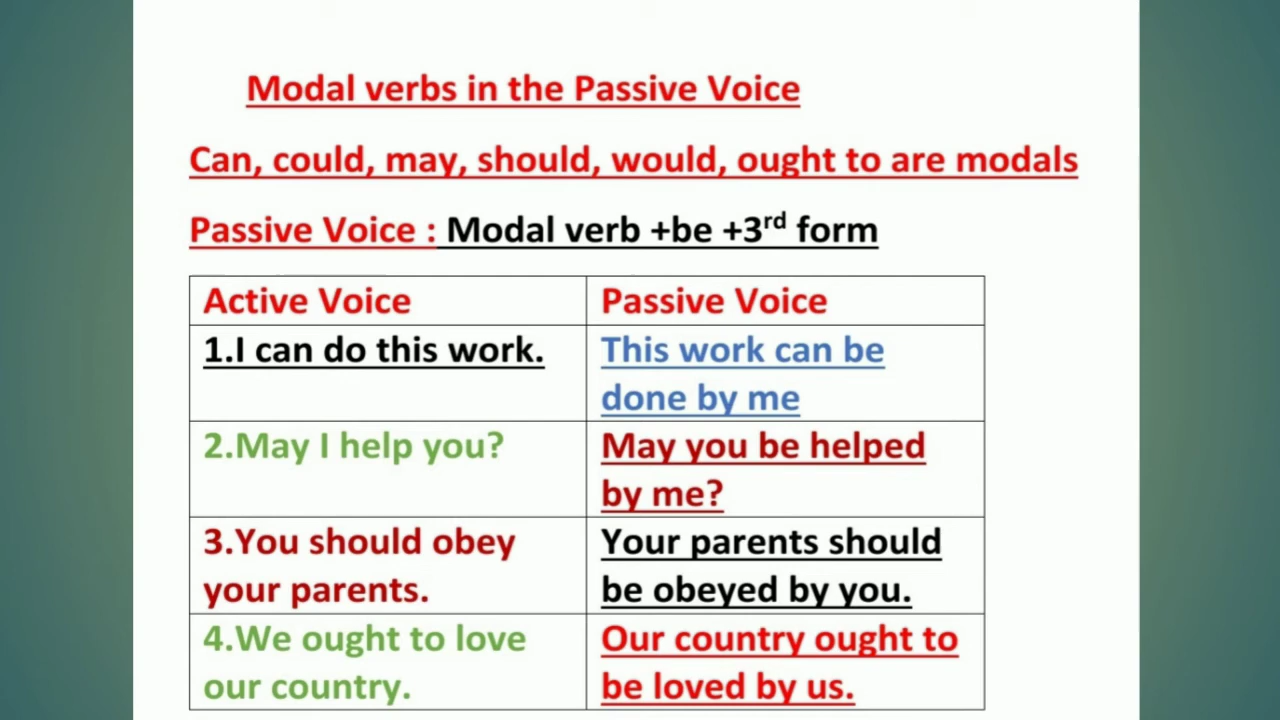 Modal verbs in the Passive Voice
Can, could, may, should, would, ought to are modals
Passive Voice : Modal verb +be +3rd form
Active Voice
Passive Voice
1.I can do this work.
This work can be
done by me
2.May I help you?
May you be helped
by me?
3.You should obey
your parents.
Your parents should
be obeyed by you.
4.We ought to love
our country.
Our country ought to
be loved by us.